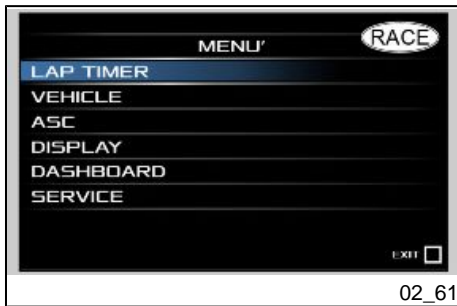 MENU'
RACE
LAP TIMER
VEHICLE
ASC
DISPLAY
DASHBOARD
SERVICE
EXIT
02_61